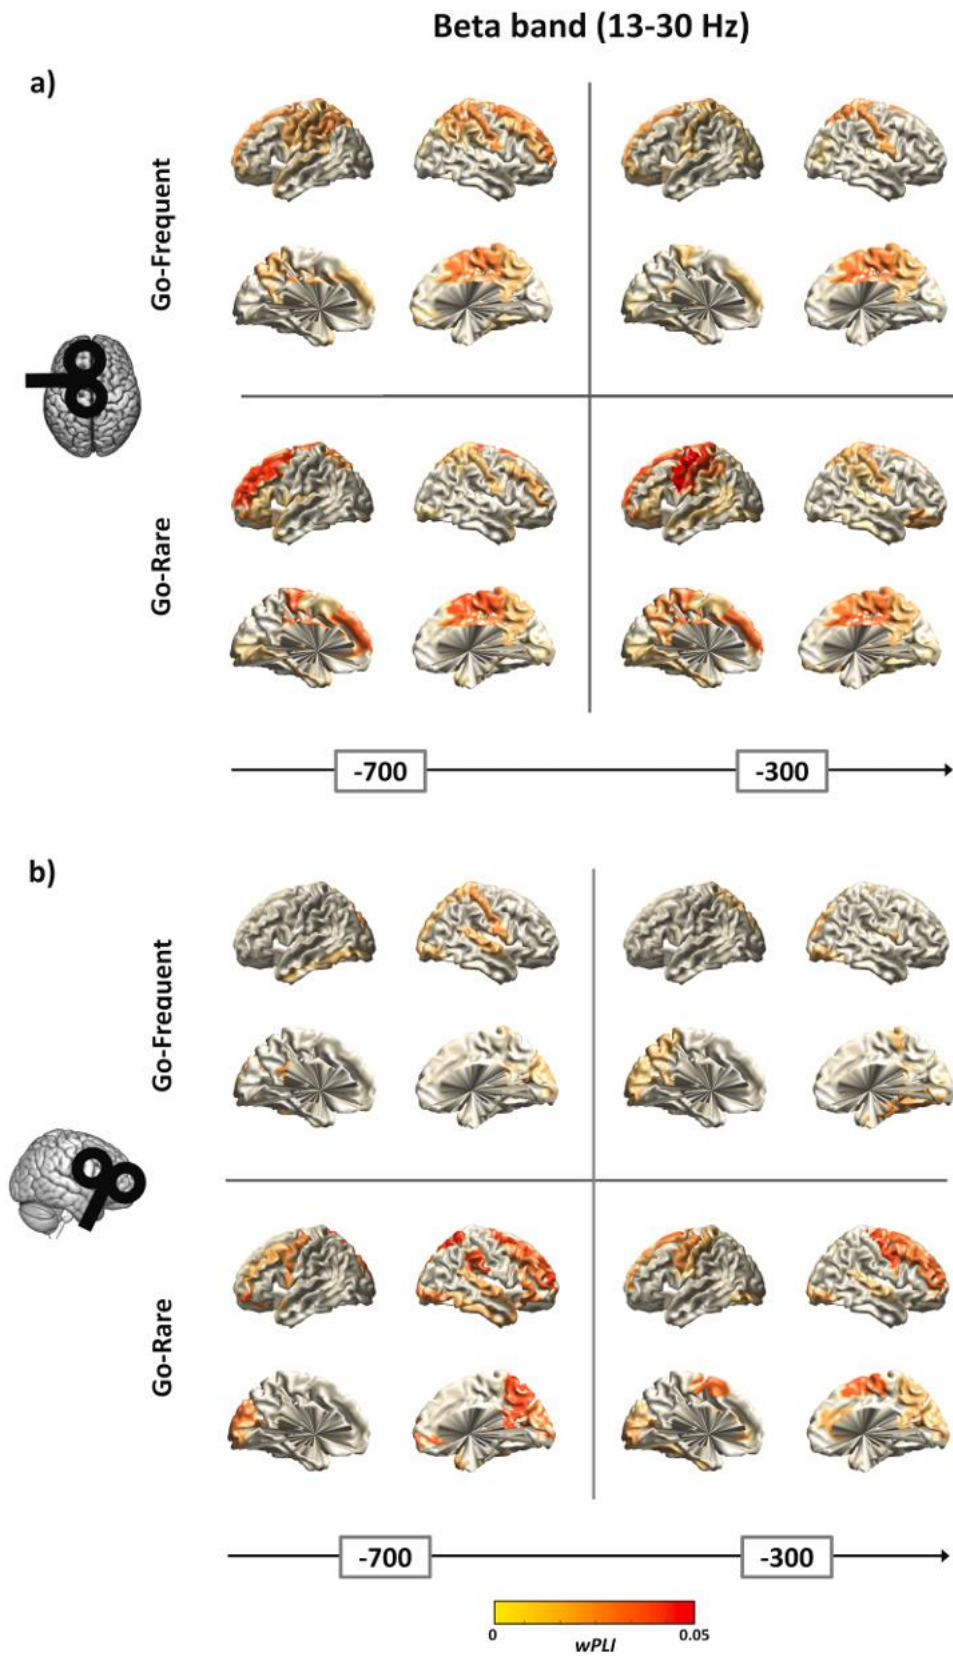 Beta band (13-30 Hz)
a)
Go-Frequent
Go-Rare
-700
-300
b)
Go-Frequent
Go-Rare
-700
-300
0
0.05
wPLI